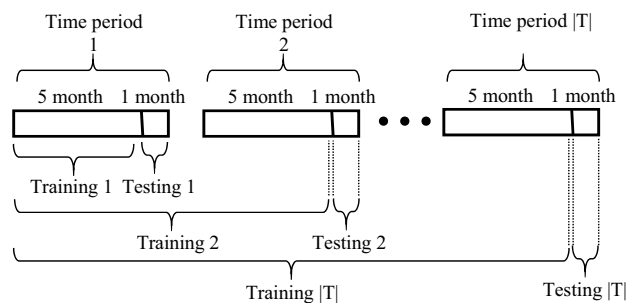 Time period
1
Time period
2
Time period |T|
5 month
1 month
5 month
1 month
5 month
1 month
Training 1
Testing 1
Training 2
Testing 2
Training |T|
Testing |T|